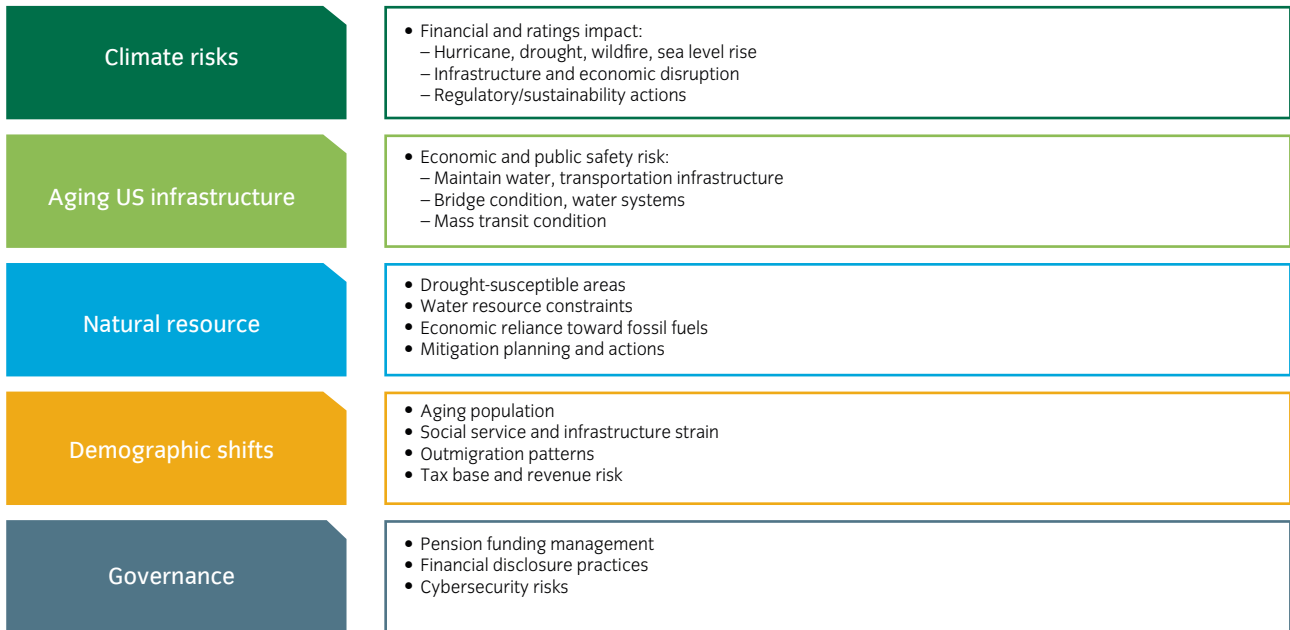 Climate risks
• Financial and ratings impact:
– Hurricane, drought, wildfire, sea level rise
– Infrastructure and economic disruption
– Regulatory/sustainability actions
Aging US infrastructure
• Economic and public safety risk:
– Maintain water, transportation infrastructure
– Bridge condition, water systems
– Mass transit condition
Natural resource
• Drought-susceptible areas
• Water resource constraints
• Economic reliance toward fossil fuels
• Mitigation planning and actions
Demographic shifts
• Aging population
• Social service and infrastructure strain
• Outmigration patterns
• Tax base and revenue risk
Governance
• Pension funding management
• Financial disclosure practices
• Cybersecurity risks